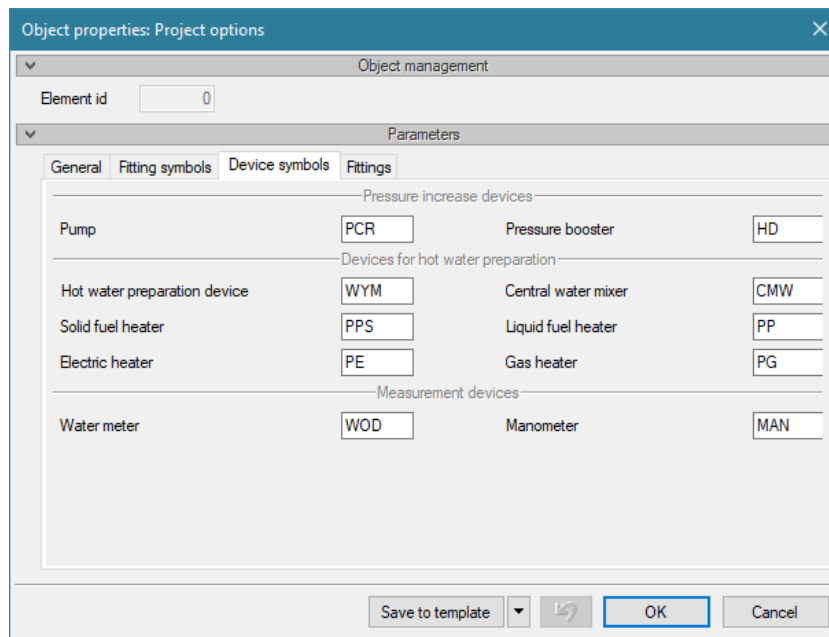 Object properties: Project options
Object management
Element id 0
Parameters
General Fitting symbols Device symbols Fittings
Pressure increase devices
Pump PCR Pressure booster HD
Devices for hot water preparation
Hot water preparation device WYM Central water mixer CMW
Solid fuel heater PPS Liquid fuel heater PP
Electric heater PE Gas heater PG
Measurement devices
Water meter WOD Manometer MAN
Save to template OK Cancel